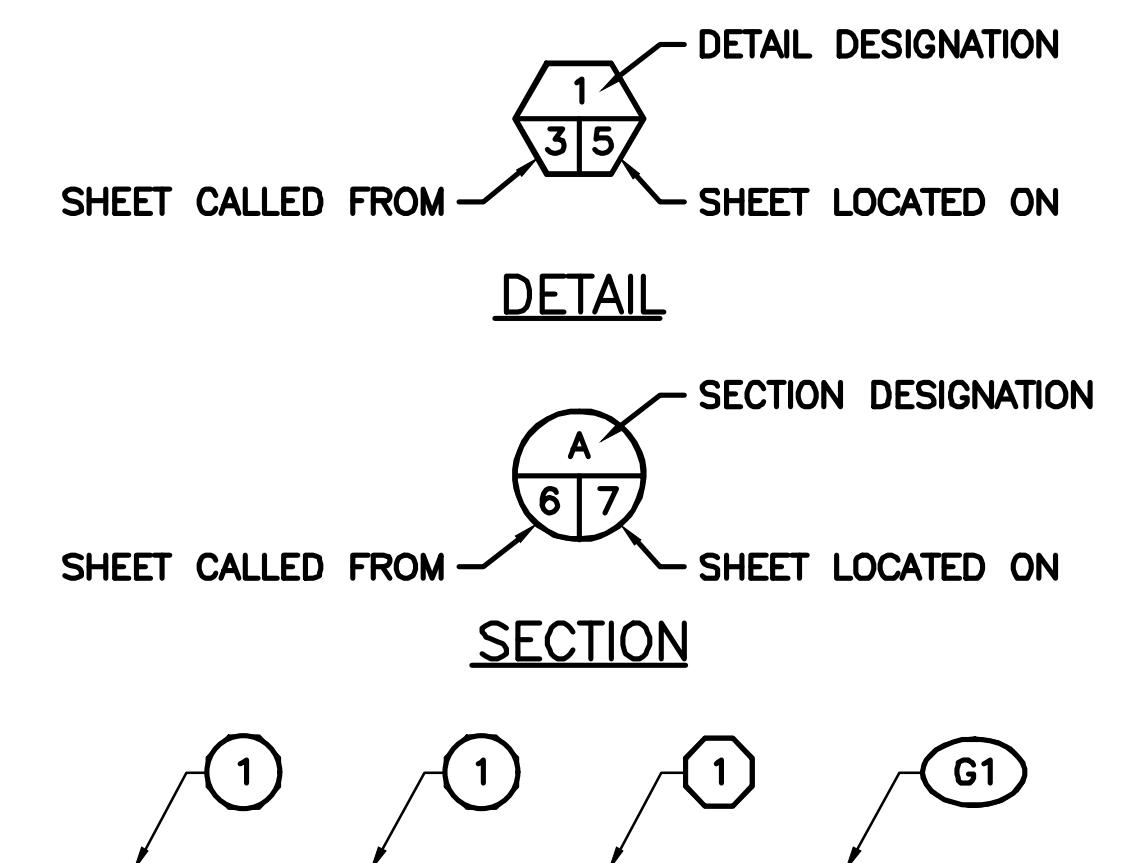 DETAIL DESIGNATION
1
3 5
SHEET CALLED FROM SHEET LOCATED ON
DETAIL
SECTION DESIGNATION
A
6 7
SHEET CALLED FROM SHEET LOCATED ON
SECTION
1 1 1 G1